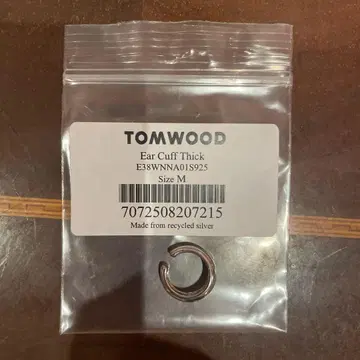 TOMWOOD
Ear Cuff Thick
E38WNNA01S925
Size M
7072508207215
Made from recycled silver